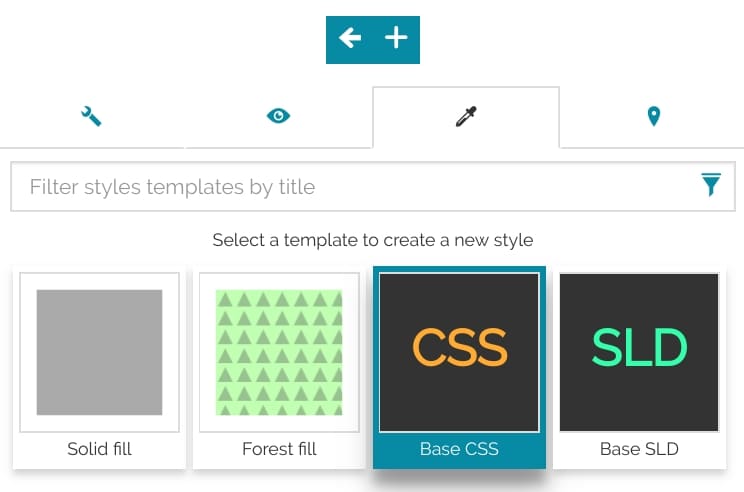 Filter styles templates by title
Select a template to create a new style
CSS
SLD
Solid fill
Forest fill
Base CSS
Base SLD